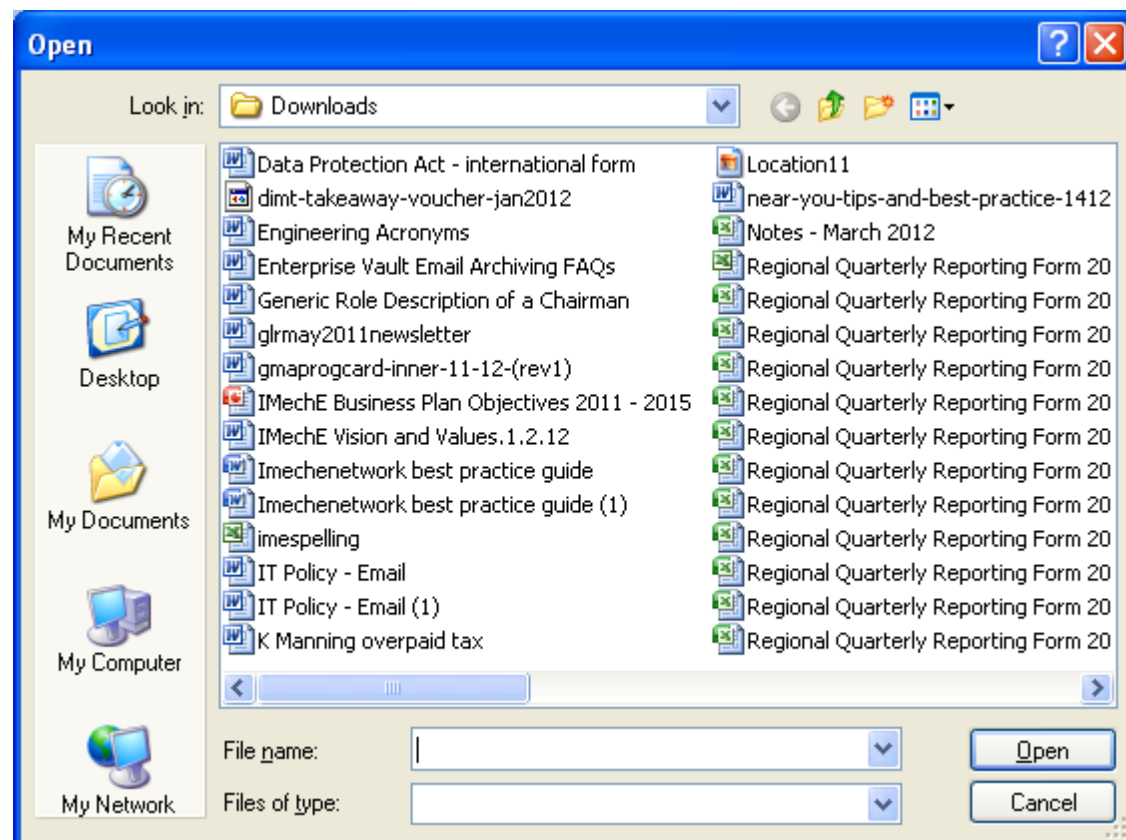 Open
Look in: Downloads
My Recent Documents
Desktop
My Documents
My Computer
My Network
Data Protection Act - international form
dimt-takeaway-voucher-jan2012
Engineering Acronyms
Enterprise Vault Email Archiving FAQs
Generic Role Description of a Chairman
glrmay2011newsletter
gmaprogcard-inner-11-12-(rev1)
IMechE Business Plan Objectives 2011 - 2015
IMechE Vision and Values.1.2.12
Imechenetwork best practice guide
Imechenetwork best practice guide (1)
imespelling
IT Policy - Email
IT Policy - Email (1)
K Manning overpaid tax
Location11
near-you-tips-and-best-practice-1412
Notes - March 2012
Regional Quarterly Reporting Form 20
Regional Quarterly Reporting Form 20
Regional Quarterly Reporting Form 20
Regional Quarterly Reporting Form 20
Regional Quarterly Reporting Form 20
Regional Quarterly Reporting Form 20
Regional Quarterly Reporting Form 20
Regional Quarterly Reporting Form 20
Regional Quarterly Reporting Form 20
Regional Quarterly Reporting Form 20
Regional Quarterly Reporting Form 20
Regional Quarterly Reporting Form 20
File name:
Open
Files of type:
Cancel